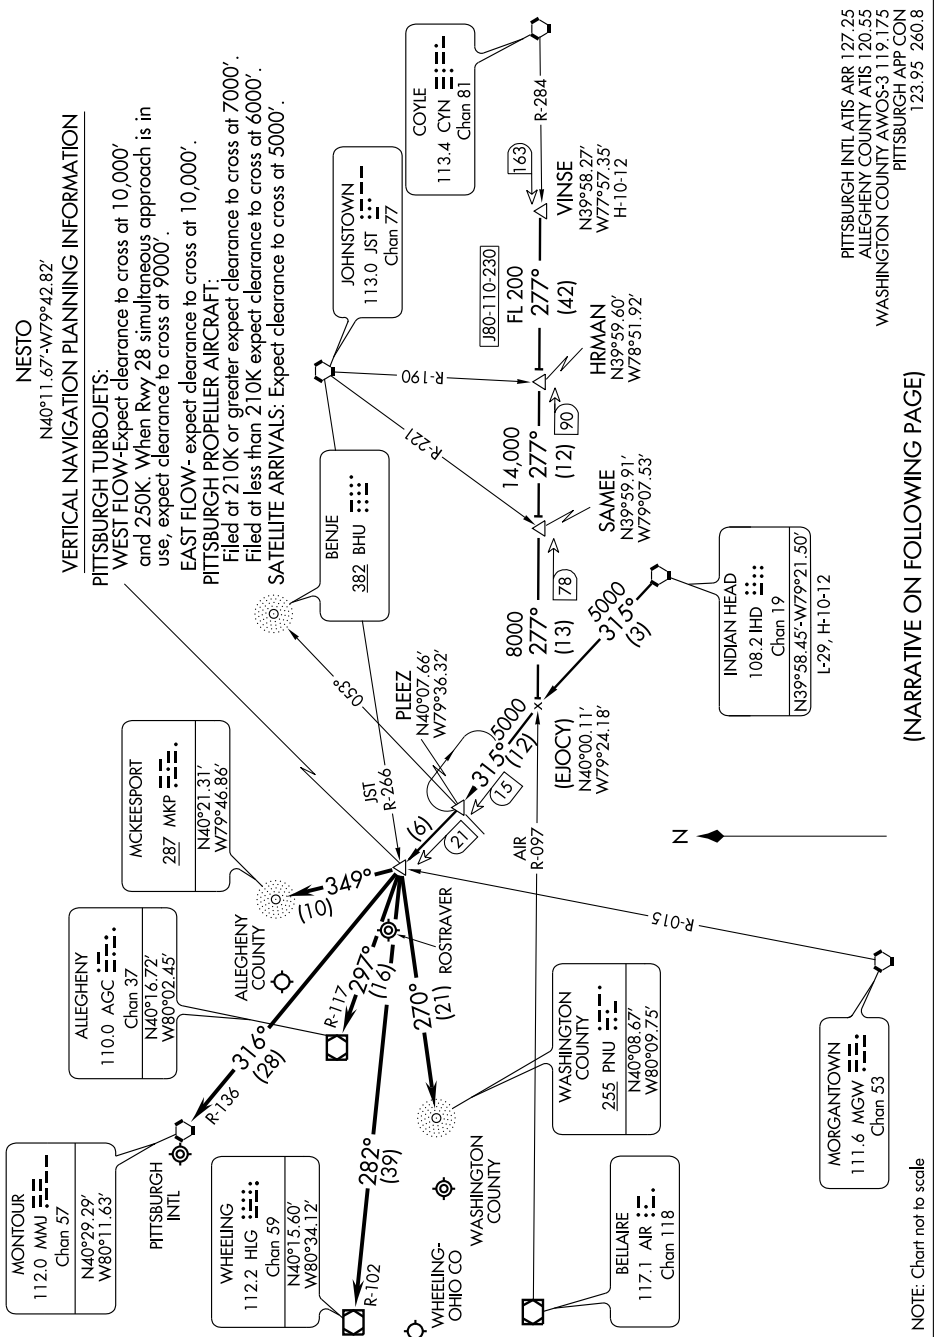 NESTO
N40°11.67´-W79°42.82´
VERTICAL NAVIGATION PLANNING INFORMATION
PITTSBURGH TURBOJETS:
WEST FLOW-Expect clearance to cross at 10,000´
and 250K. When Rwy 28 simultaneous approach is in
use, expect clearance to cross at 9000´.
EAST FLOW- expect clearance to cross at 10,000´.
PITTSBURGH PROPELLER AIRCRAFT:
Filed at 210K or greater expect clearance to cross at 7000´.
Filed at less than 210K expect clearance to cross at 6000´.
SATELLITE ARRIVALS: Expect clearance to cross at 5000´.
MONTOUR
112.0 MMJ
Chan 57
N40°29.29´
W80°11.63´
PITTSBURGH
INTL
R-136
316°
(28)
ALLEGHENY
110.0 AGC
Chan 37
N40°16.72´
W80°02.45´
ALLEGHENY
COUNTY
R-117
297°
(16)
MCKEESPORT
287 MKP
N40°21.31´
W79°46.86´
349°
(10)
BENJE
382 BHU
053°
JOHNSTOWN
113.0 JST
Chan 77
COYLE
113.4 CYN
Chan 81
R-284
163
VINSE
N39°58.27´
W77°57.35´
H-10-12
J80-110-230
FL 200
277°
(42)
R-190
HRMAN
N39°59.60´
W78°51.92´
90
14,000
277°
(12)
R-221
SAMEE
N39°59.91´
W79°07.53´
78
8000
277°
(13)
5000
315°
(3)
INDIAN HEAD
108.2 IHD
Chan 19
N39°58.45´-W79°21.50´
L-29, H-10-12
(EJOCY)
N40°00.11´
W79°24.18´
5000
315°
(12)
15
PLEEZ
N40°07.66´
W79°36.32´
JST
R-266
(6)
21
AIR
R-097
N
ROSTRAVER
R-015
270°
(21)
WASHINGTON
COUNTY
255 PNU
N40°08.67´
W80°09.75´
WASHINGTON
COUNTY
WHEELING
112.2 HLG
Chan 59
N40°15.60´
W80°34.12´
R-102
282°
(39)
WHEELING-
OHIO CO
BELLAIRE
117.1 AIR
Chan 118
MORGANTOWN
111.6 MGW
Chan 53
PITTSBURGH INTL ATIS ARR 127.25
ALLEGHENY COUNTY ATIS 120.55
WASHINGTON COUNTY AWOS-3 119.175
PITTSBURGH APP CON
123.95 260.8
(NARRATIVE ON FOLLOWING PAGE)
NOTE: Chart not to scale